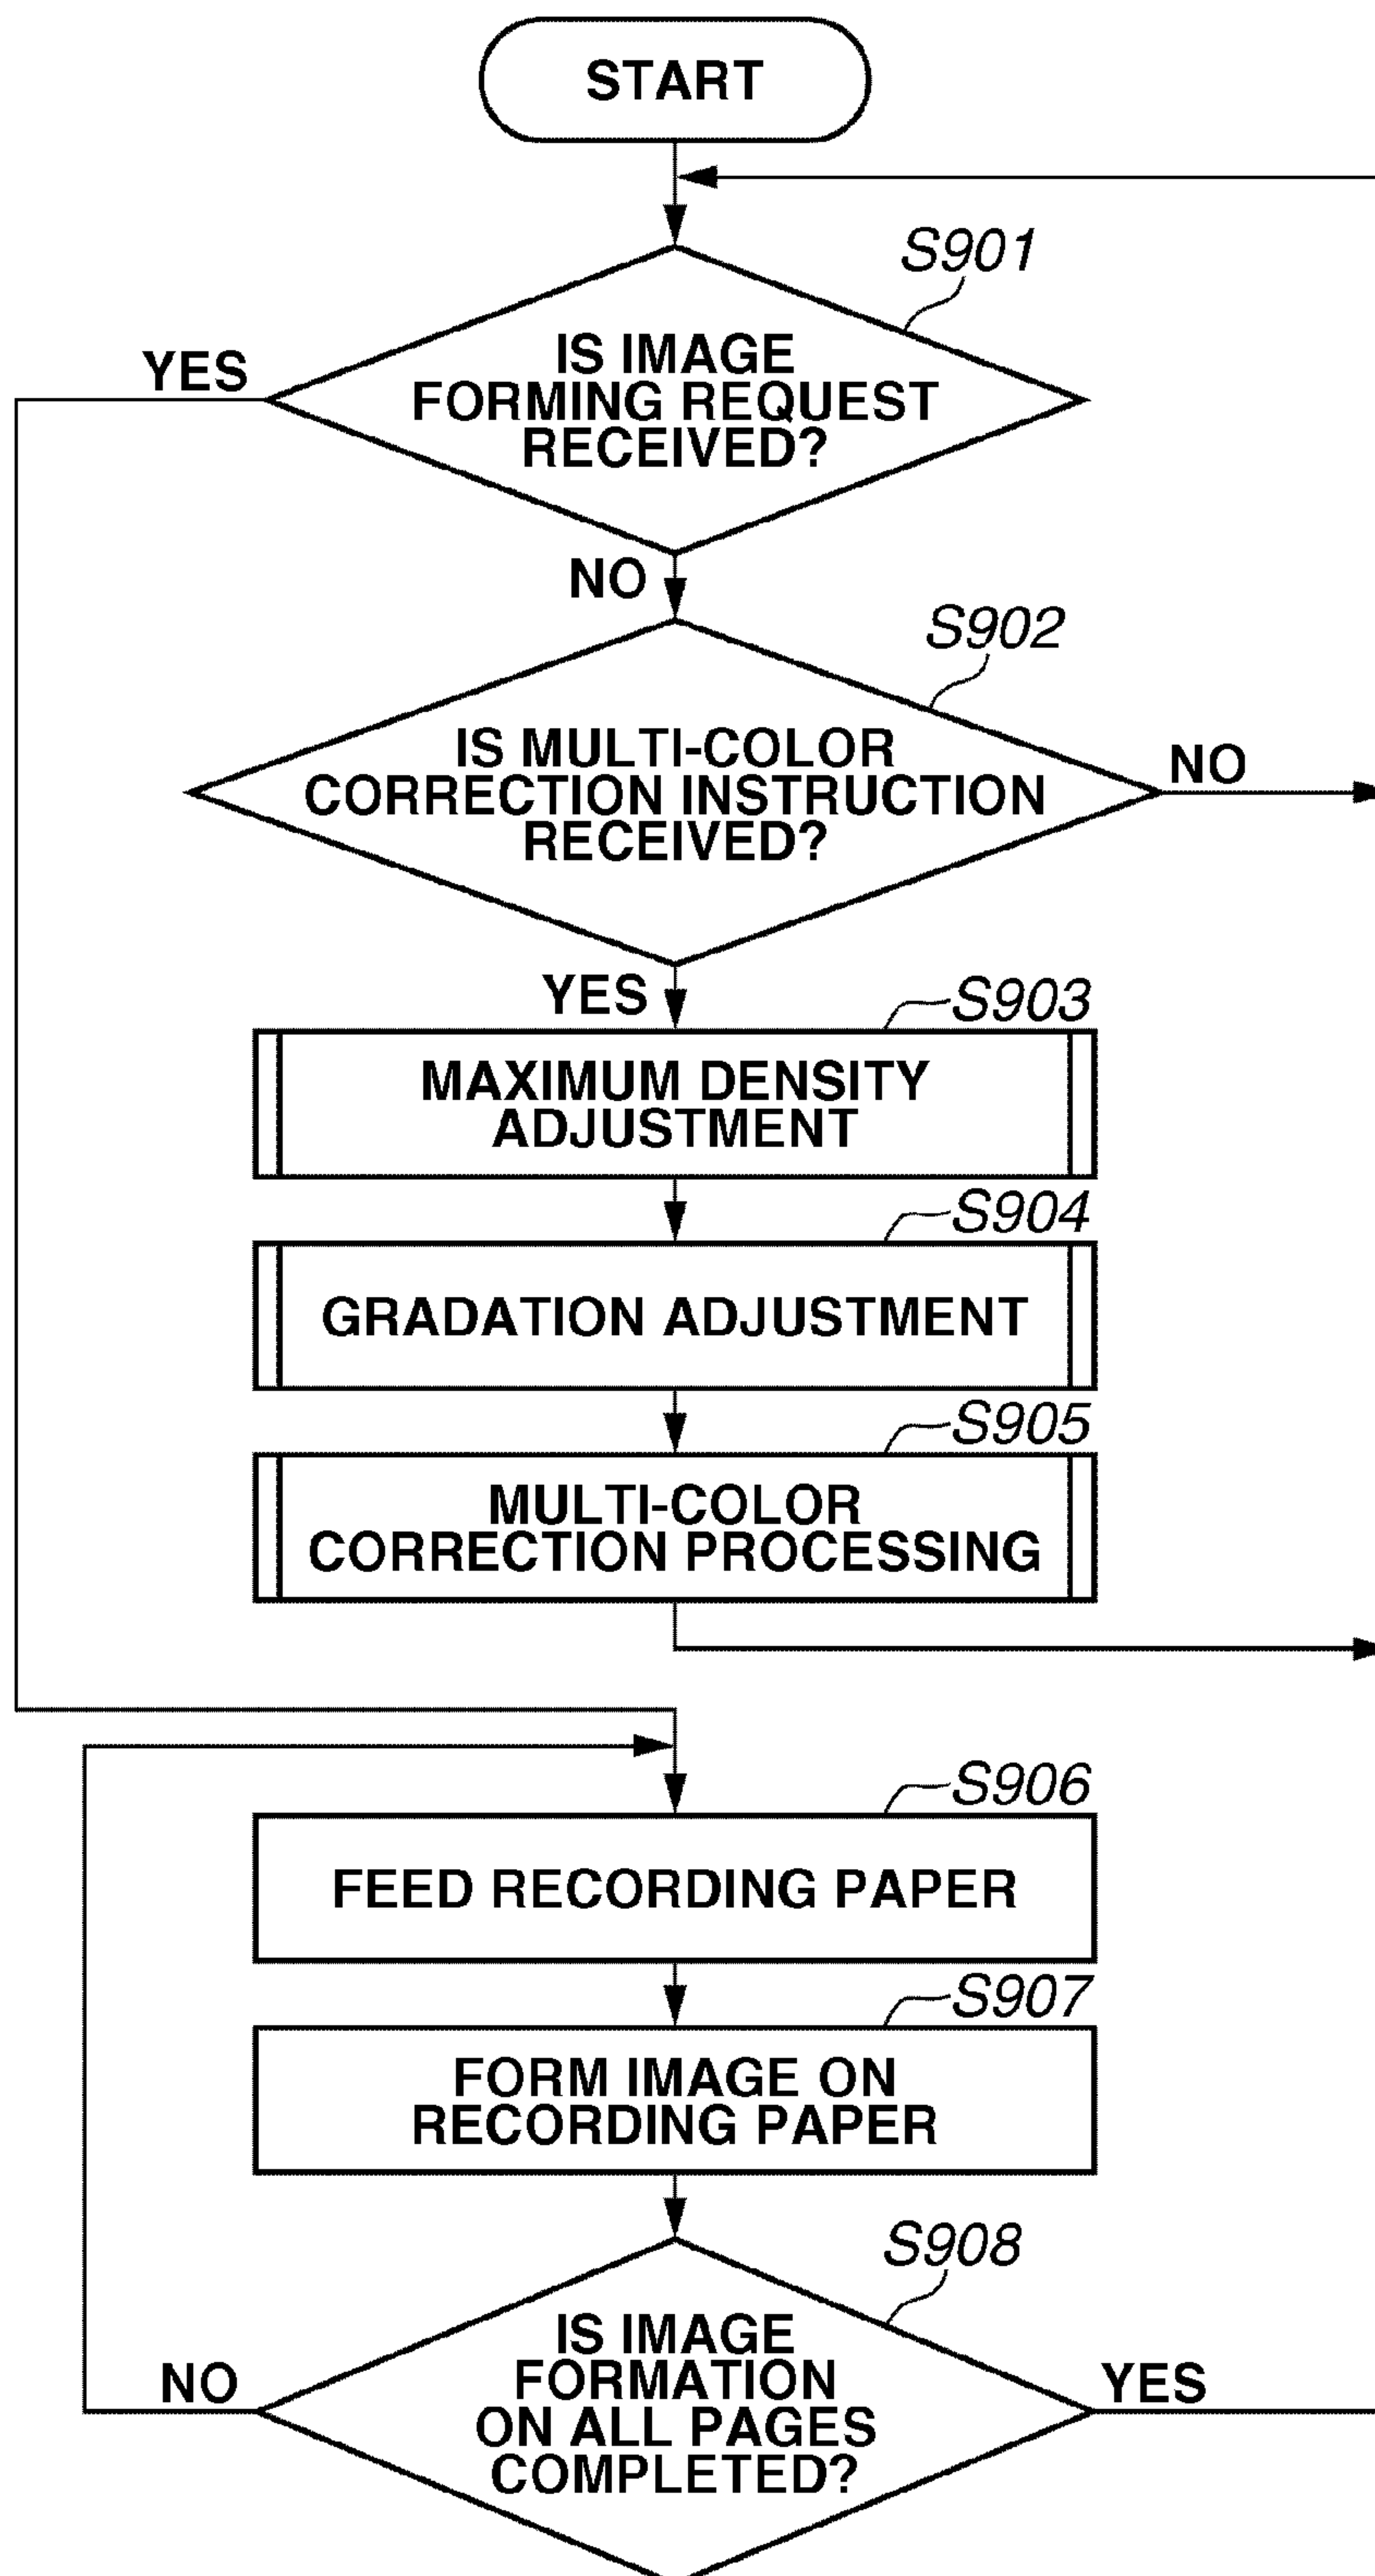 START
S901
IS IMAGE
FORMING REQUEST
RECEIVED?
YES
NO
S902
IS MULTI-COLOR
CORRECTION INSTRUCTION
RECEIVED?
NO
YES
S903
MAXIMUM DENSITY
ADJUSTMENT
S904
GRADATION ADJUSTMENT
S905
MULTI-COLOR
CORRECTION PROCESSING
S906
FEED RECORDING PAPER
S907
FORM IMAGE ON
RECORDING PAPER
S908
IS IMAGE
FORMATION
ON ALL PAGES
COMPLETED?
NO
YES